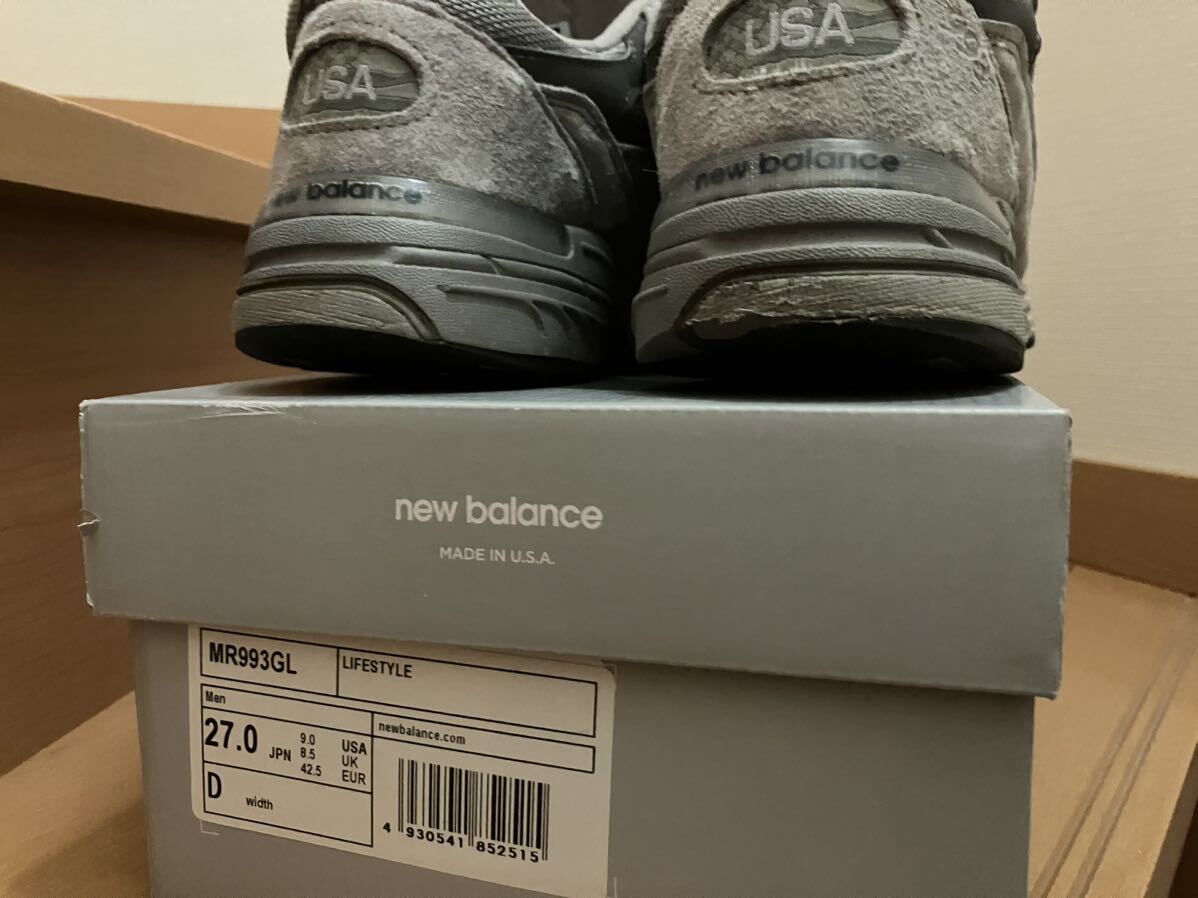 USA
USA
new balance
new balance
new balance
MADE IN U.S.A.
MR993GL
LIFESTYLE
Men
newbalance.com
27.0 JPN
9.0 USA
8.5 UK
42.5 EUR
D width
4 930541 852515